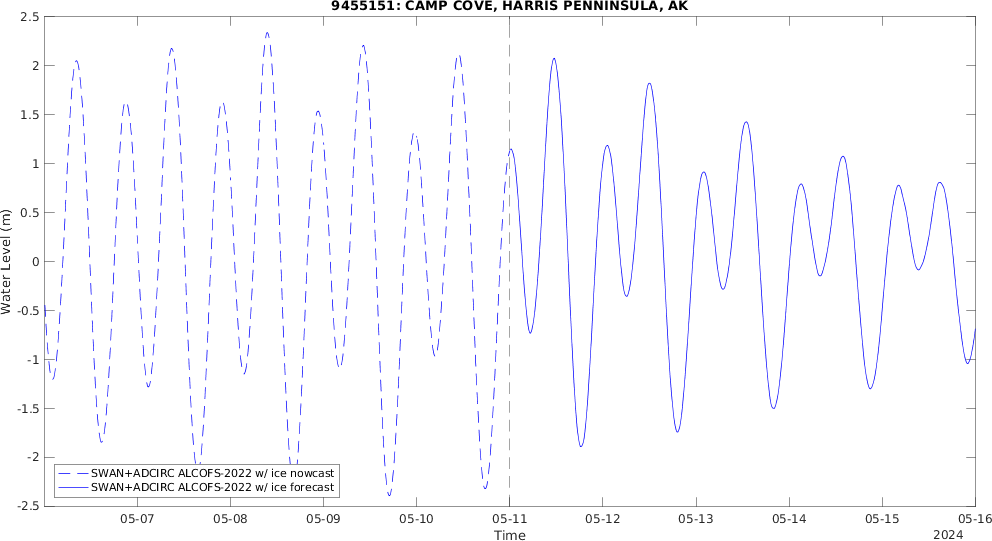 9455151: CAMP COVE, HARRIS PENNINSULA, AK
2.5
2
1.5
1
0.5
0
-0.5
-1
-1.5
-2
-2.5
Water Level (m)
SWAN+ADCIRC ALCOFS-2022 w/ ice nowcast
SWAN+ADCIRC ALCOFS-2022 w/ ice forecast
05-07 05-08 05-09 05-10 05-11 05-12 05-13 05-14 05-15 05-16
Time
2024